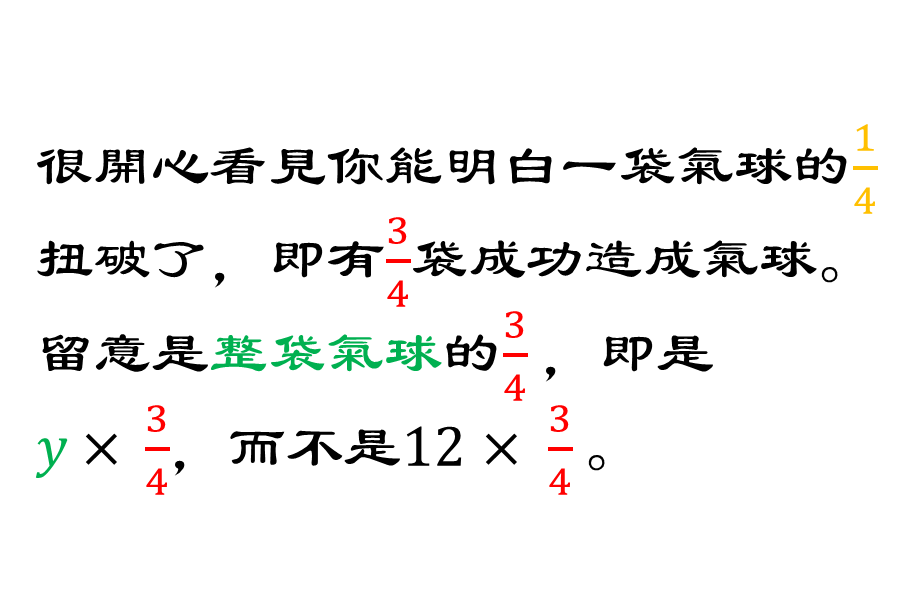 很開心看見你能明白一袋氣球的1/4
扭破了，即有3/4袋成功造成氣球。
留意是整袋氣球的3/4，即是
y × 3/4，而不是12 × 3/4。